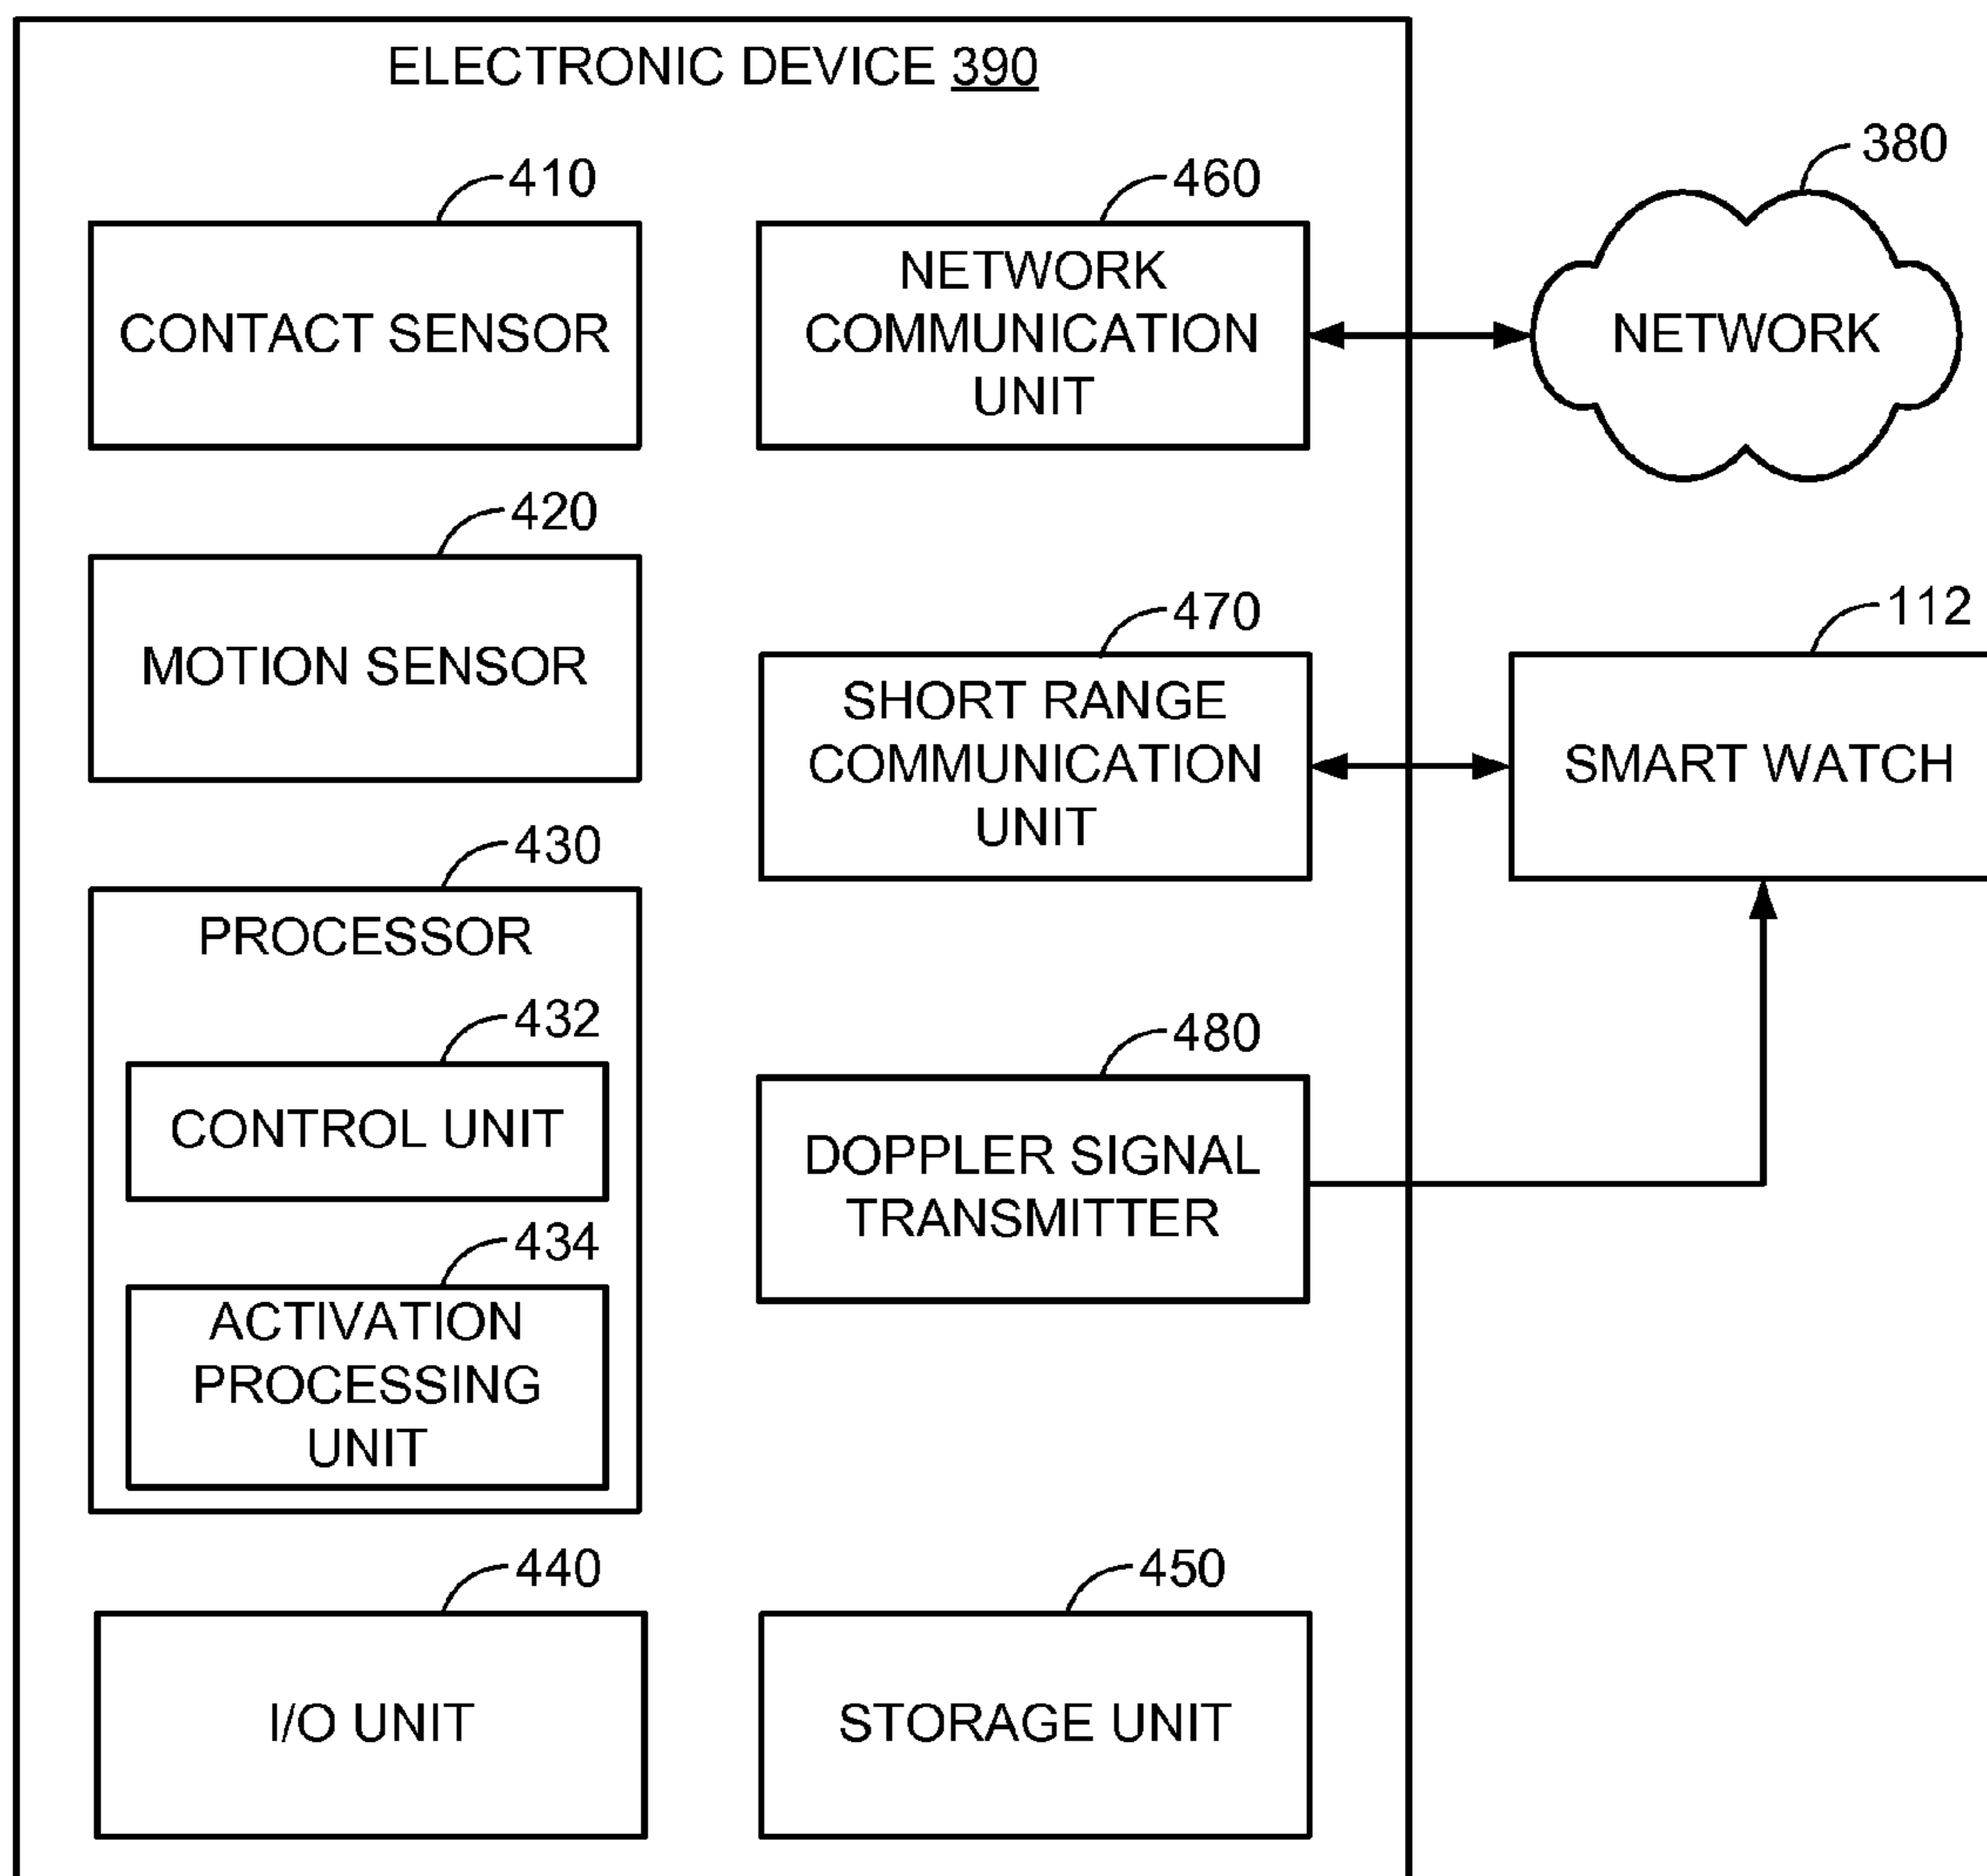 ELECTRONIC DEVICE 390
410
CONTACT SENSOR
460
NETWORK
COMMUNICATION
UNIT
380
NETWORK
420
MOTION SENSOR
470
SHORT RANGE
COMMUNICATION
UNIT
112
SMART WATCH
430
PROCESSOR
432
CONTROL UNIT
434
ACTIVATION
PROCESSING
UNIT
480
DOPPLER SIGNAL
TRANSMITTER
440
I/O UNIT
450
STORAGE UNIT